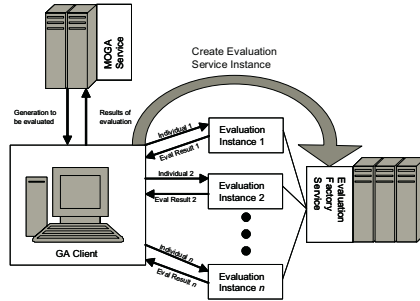 MOGA
Service
Create Evaluation
Service Instance
Generation to
be evaluated
Results of
evaluation
Individual 1
Eval Result 1
Evaluation
Instance 1
Individual 2
Eval Result 2
Evaluation
Instance 2
Individual n
Eval Result n
Evaluation
Instance n
GA Client
Evaluation
Factory
Service